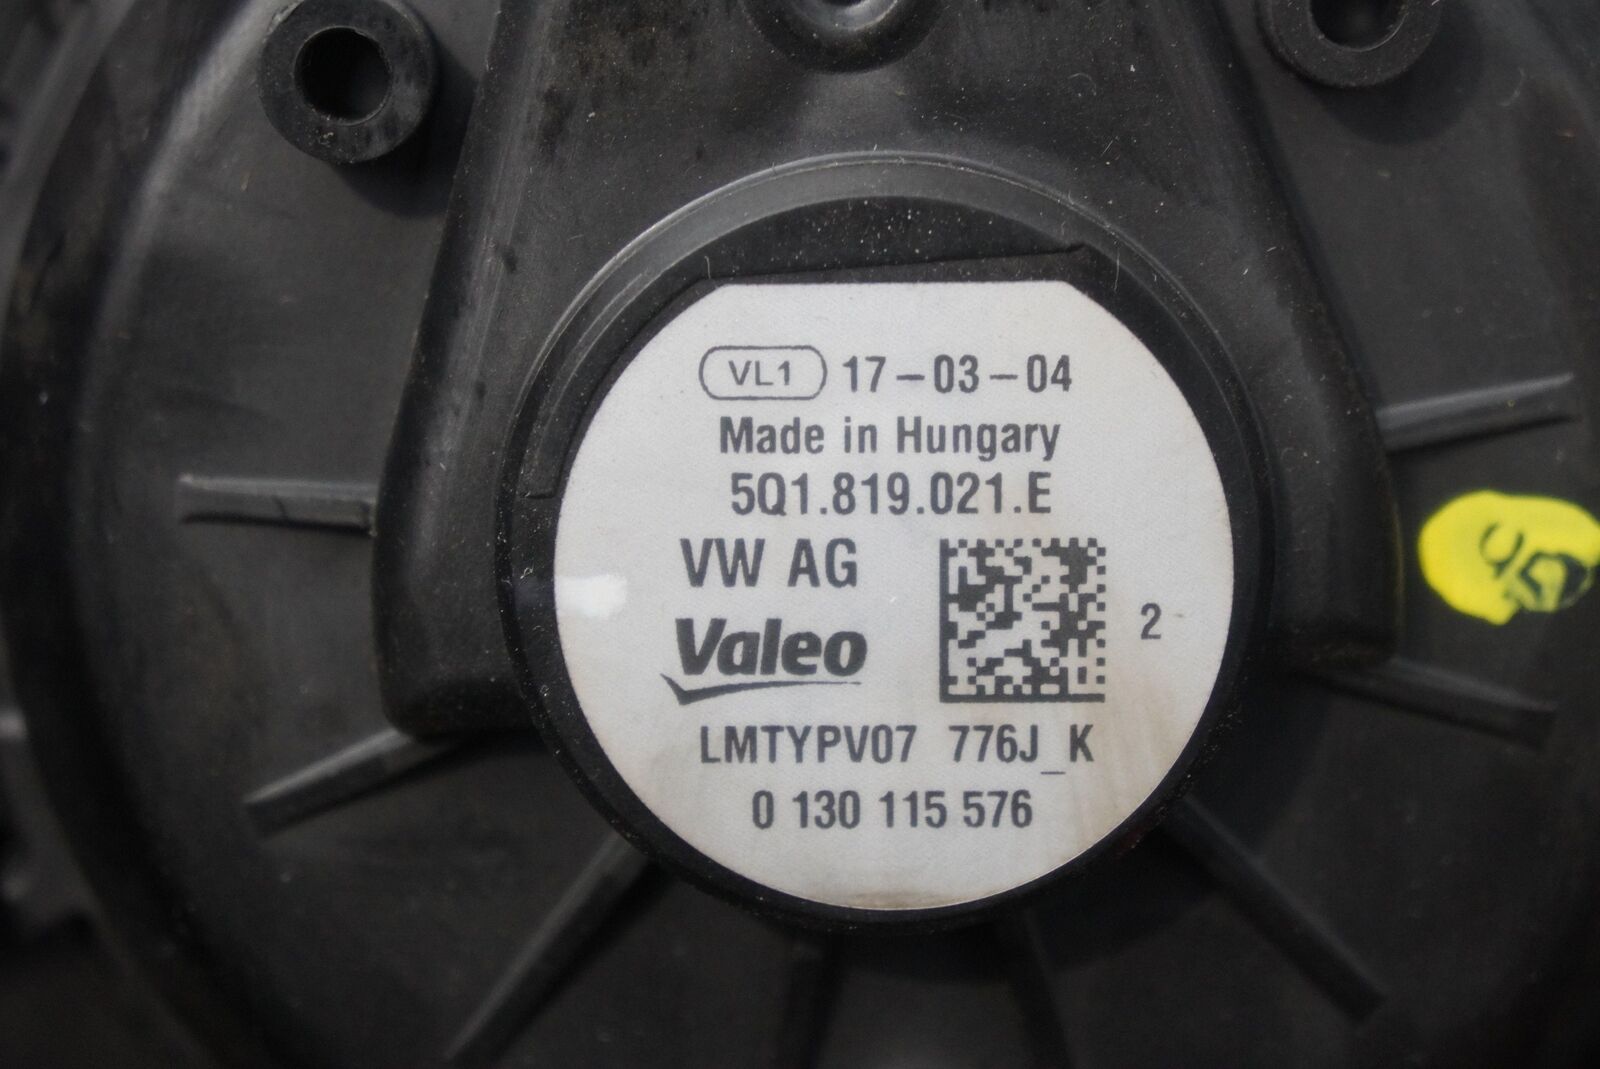 VL1 17-03-04
Made in Hungary
5Q1.819.021.E
VW AG
Valeo
2
LMTYPV07 776J_K
0 130 115 576